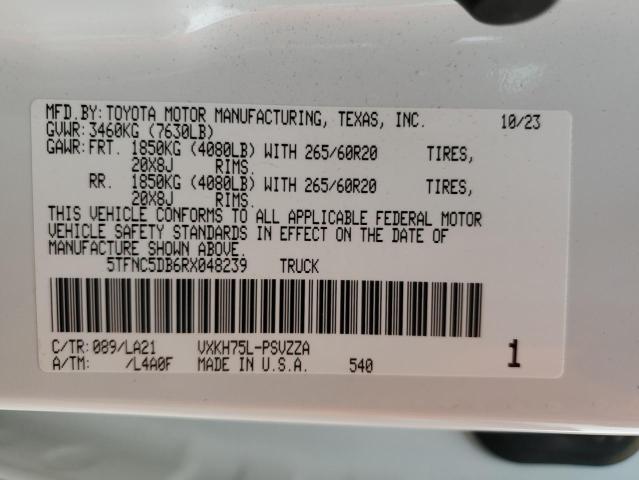 MFD.BY: TOYOTA MOTOR MANUFACTURING, TEXAS, INC. 10/23
GVWR: 3460KG (7630LB)
GAWR: FRT. 1850KG (4080LB) WITH 265/60R20 TIRES,
20X8J RIMS.
RR. 1850KG (4080LB) WITH 265/60R20 TIRES,
20X8J RIMS.
THIS VEHICLE CONFORMS TO ALL APPLICABLE FEDERAL MOTOR
VEHICLE SAFETY STANDARDS IN EFFECT ON THE DATE OF
MANUFACTURE SHOWN ABOVE.
5TFNC5DB6RX048239 TRUCK
C/TR: 089/LA21 VXKH75L-PSVZZA
A/TM: /L4A0F MADE IN U.S.A. 540 1